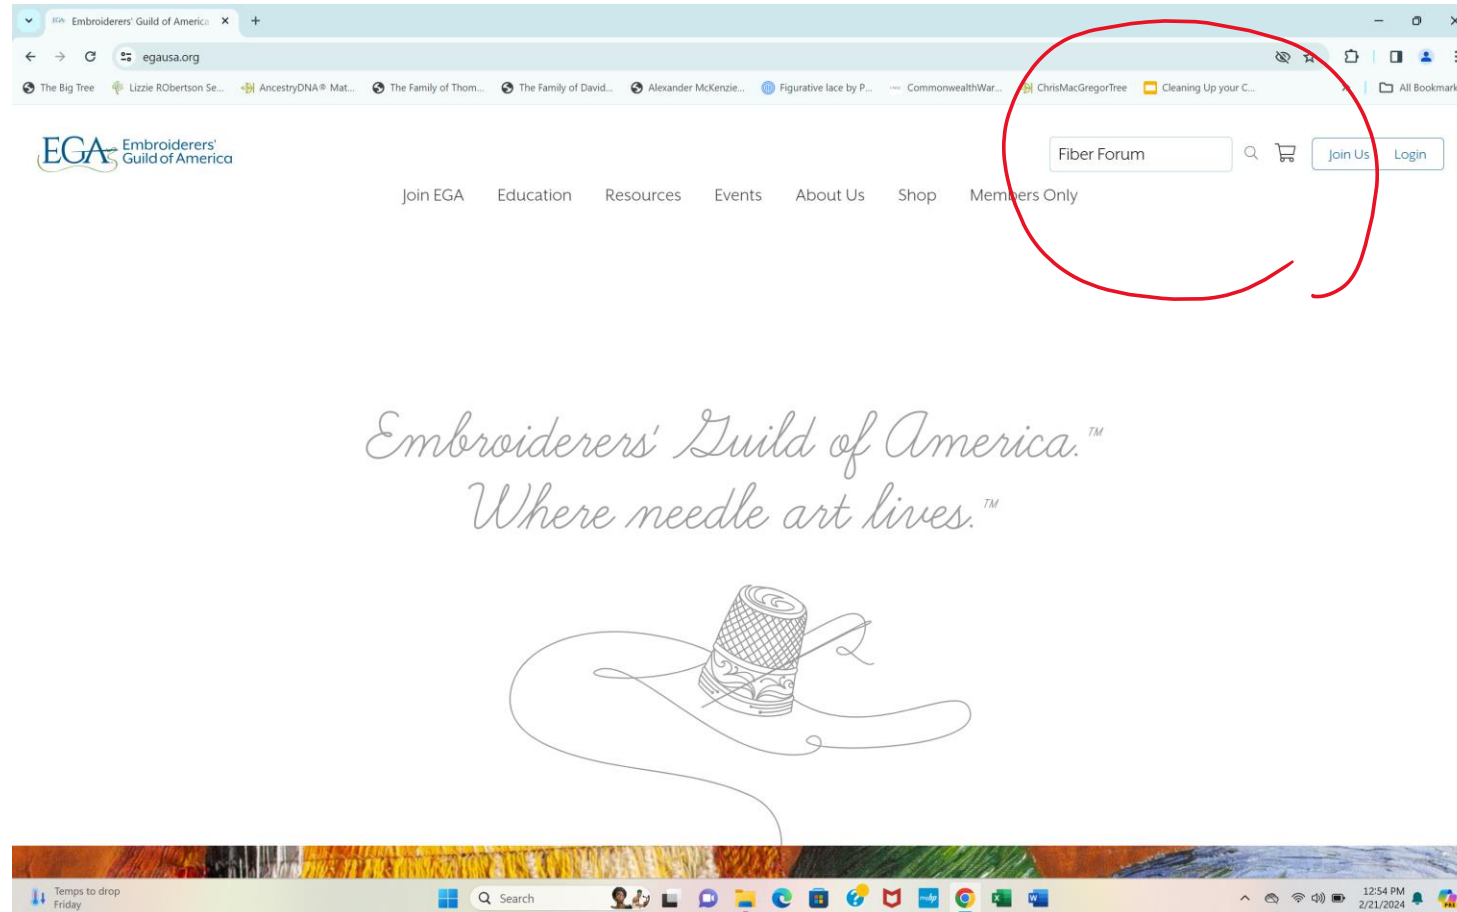 EGA Embroiderers' Guild of America
egausa.org
The Big Tree
Lizzie RObertson Se...
AncestryDNA® Mat...
The Family of Thom...
The Family of David...
Alexander McKenzie...
Figurative lace by P...
CommonwealthWar...
ChrisMacGregorTree
Cleaning Up your C...
All Bookmark
EGA
Embroiderers'
Guild of America
Fiber Forum
Join Us
Login
Join EGA
Education
Resources
Events
About Us
Shop
Members Only
Embroiderers' Guild of America.™
Where needle art lives.™
Temps to drop
Friday
Search
12:54 PM
2/21/2024